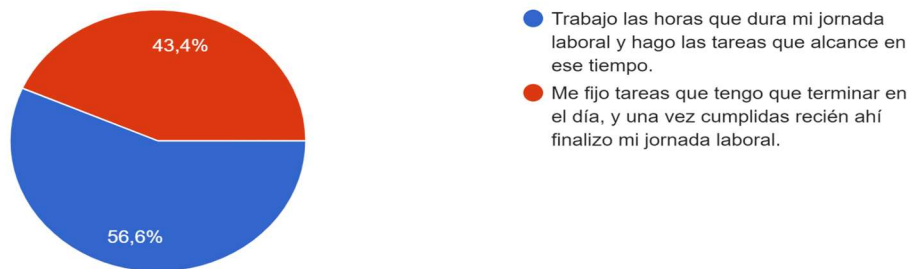 43,4%
56,6%
Trabajo las horas que dura mi jornada
laboral y hago las tareas que alcance en
ese tiempo.
Me fijo tareas que tengo que terminar en
el día, y una vez cumplidas recién ahí
finalizo mi jornada laboral.